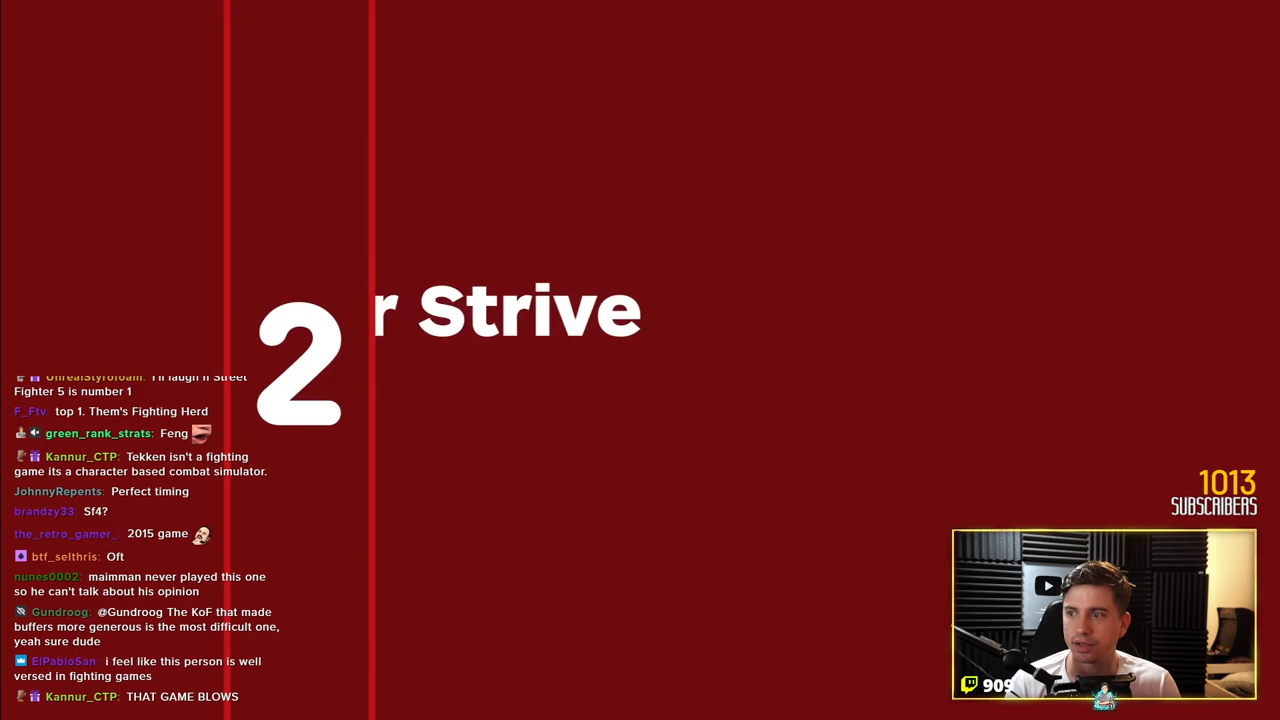 r Strive
2
UnrealStyrofoam: I'll laugh if Street
Fighter 5 is number 1
F_Ftv: top 1. Them's Fighting Herd
green_rank_strats: Feng
Kannur_CTP: Tekken isn't a fighting
game its a character based combat simulator.
JohnnyRepents: Perfect timing
brandzy33: Sf4?
the_retro_gamer_: 2015 game
btf_selthris: Oft
nunes0002: maimman never played this one
so he can't talk about his opinion
Gundroog: @Gundroog The KoF that made
buffers more generous is the most difficult one,
yeah sure dude
ElPabloSan: i feel like this person is well
versed in fighting games
Kannur_CTP: THAT GAME BLOWS
1013
SUBSCRIBERS
909